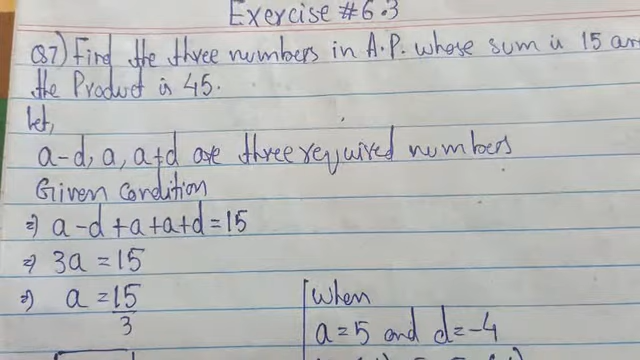 Exercise #6.3
Q7) Find the three numbers in A.P. whose sum is 15 and
the Product is 45.
let,
a-d, a, a+d are three required numbers
Given condition
⇒ a-d+a+a+d=15
⇒ 3a = 15
⇒ a = 15/3
when
a=5 and d=-4